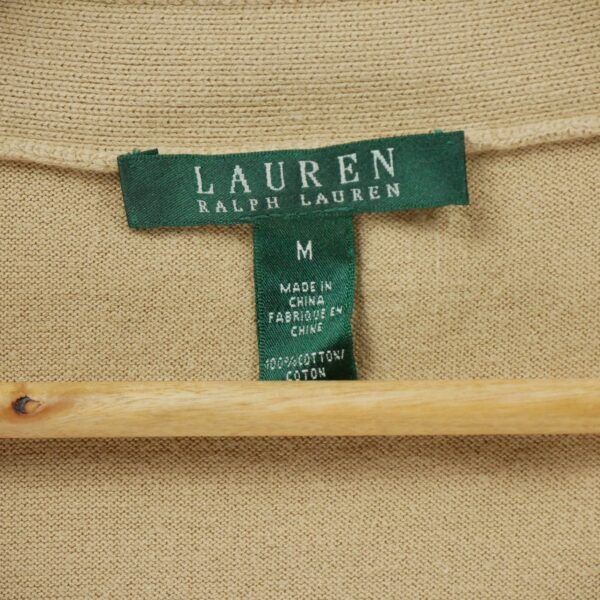 LAUREN
RALPH LAUREN
M
MADE IN
CHINA
FABRIQUE EN
CHINE
100%COTTON/
COTON